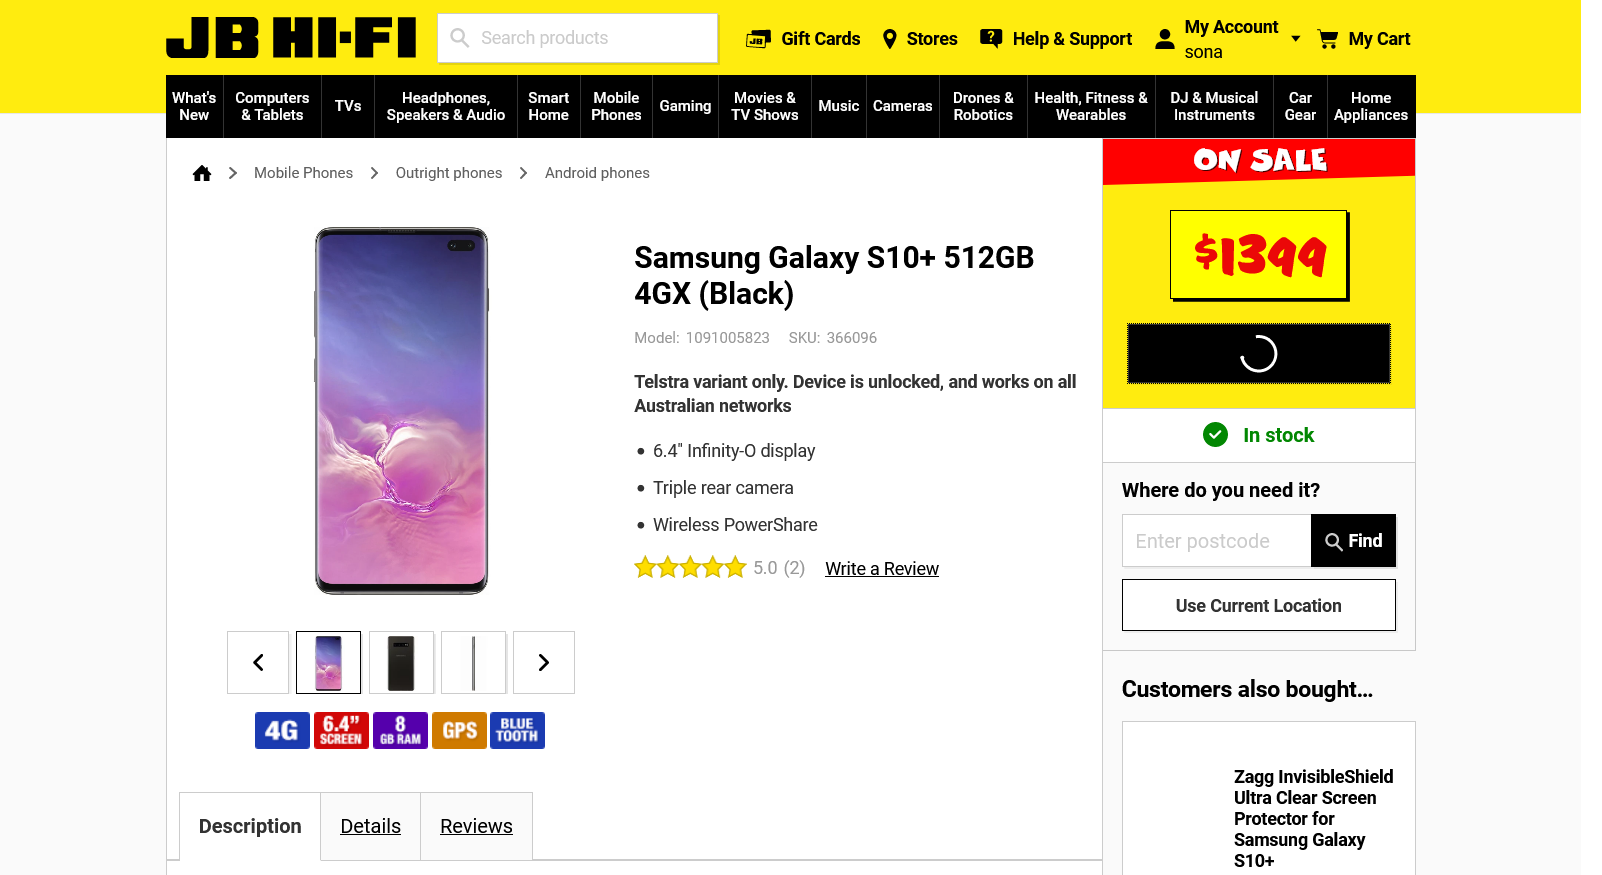 JB HI-FI
Search products
JB
Gift Cards
Stores
Help & Support
My Account
sona
My Cart
What's
New
Computers
& Tablets
TVs
Headphones,
Speakers & Audio
Smart
Home
Mobile
Phones
Gaming
Movies &
TV Shows
Music
Cameras
Drones &
Robotics
Health, Fitness &
Wearables
DJ & Musical
Instruments
Car
Gear
Home
Appliances
Mobile Phones
Outright phones
Android phones
ON SALE
$1399
Samsung Galaxy S10+ 512GB
4GX (Black)
Model: 1091005823 SKU: 366096
Telstra variant only. Device is unlocked, and works on all
Australian networks
• 6.4" Infinity-O display
• Triple rear camera
• Wireless PowerShare
5.0 (2)
Write a Review
In stock
Where do you need it?
Enter postcode
Find
Use Current Location
Customers also bought...
Zagg InvisibleShield
Ultra Clear Screen
Protector for
Samsung Galaxy
S10+
4G
6.4”
SCREEN
8
GB RAM
GPS
BLUE
TOOTH
Description
Details
Reviews